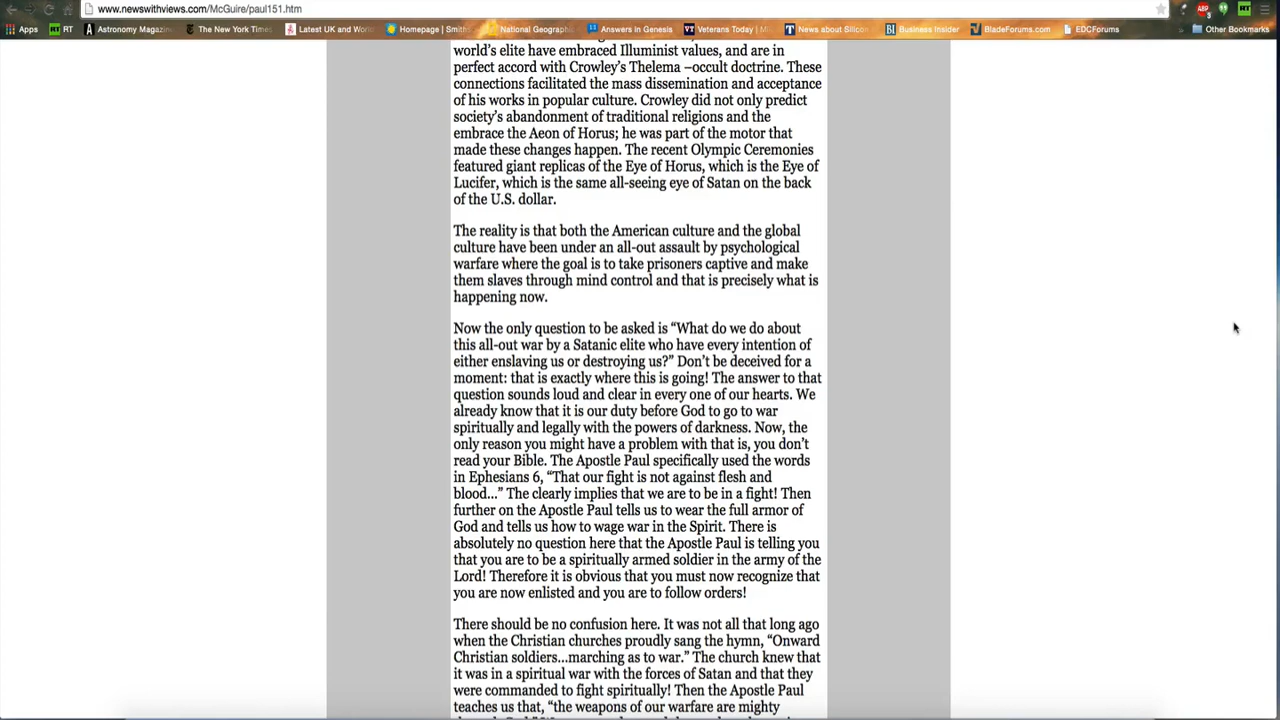 www.newswithviews.com/McGuire/paul151.htm
Apps RT Astronomy Magazin The New York Times Latest UK and Worl Homepage | Smiths National Geograp Answers in Genesis Veterans Today | Mi News about Silicon Business Insider BladeForums.com EDCForums » Other Bookmarks
world's elite have embraced Illuminist values, and are in
perfect accord with Crowley's Thelema –occult doctrine. These
connections facilitated the mass dissemination and acceptance
of his works in popular culture. Crowley did not only predict
society's abandonment of traditional religions and the
embrace the Aeon of Horus; he was part of the motor that
made these changes happen. The recent Olympic Ceremonies
featured giant replicas of the Eye of Horus, which is the Eye of
Lucifer, which is the same all-seeing eye of Satan on the back
of the U.S. dollar.
The reality is that both the American culture and the global
culture have been under an all-out assault by psychological
warfare where the goal is to take prisoners captive and make
them slaves through mind control and that is precisely what is
happening now.
Now the only question to be asked is “What do we do about
this all-out war by a Satanic elite who have every intention of
either enslaving us or destroying us?” Don't be deceived for a
moment: that is exactly where this is going! The answer to that
question sounds loud and clear in every one of our hearts. We
already know that it is our duty before God to go to war
spiritually and legally with the powers of darkness. Now, the
only reason you might have a problem with that is, you don't
read your Bible. The Apostle Paul specifically used the words
in Ephesians 6, “That our fight is not against flesh and
blood...” The clearly implies that we are to be in a fight! Then
further on the Apostle Paul tells us to wear the full armor of
God and tells us how to wage war in the Spirit. There is
absolutely no question here that the Apostle Paul is telling you
that you are to be a spiritually armed soldier in the army of the
Lord! Therefore it is obvious that you must now recognize that
you are now enlisted and you are to follow orders!
There should be no confusion here. It was not all that long ago
when the Christian churches proudly sang the hymn, “Onward
Christian soldiers...marching as to war.” The church knew that
it was in a spiritual war with the forces of Satan and that they
were commanded to fight spiritually! Then the Apostle Paul
teaches us that, “the weapons of our warfare are mighty